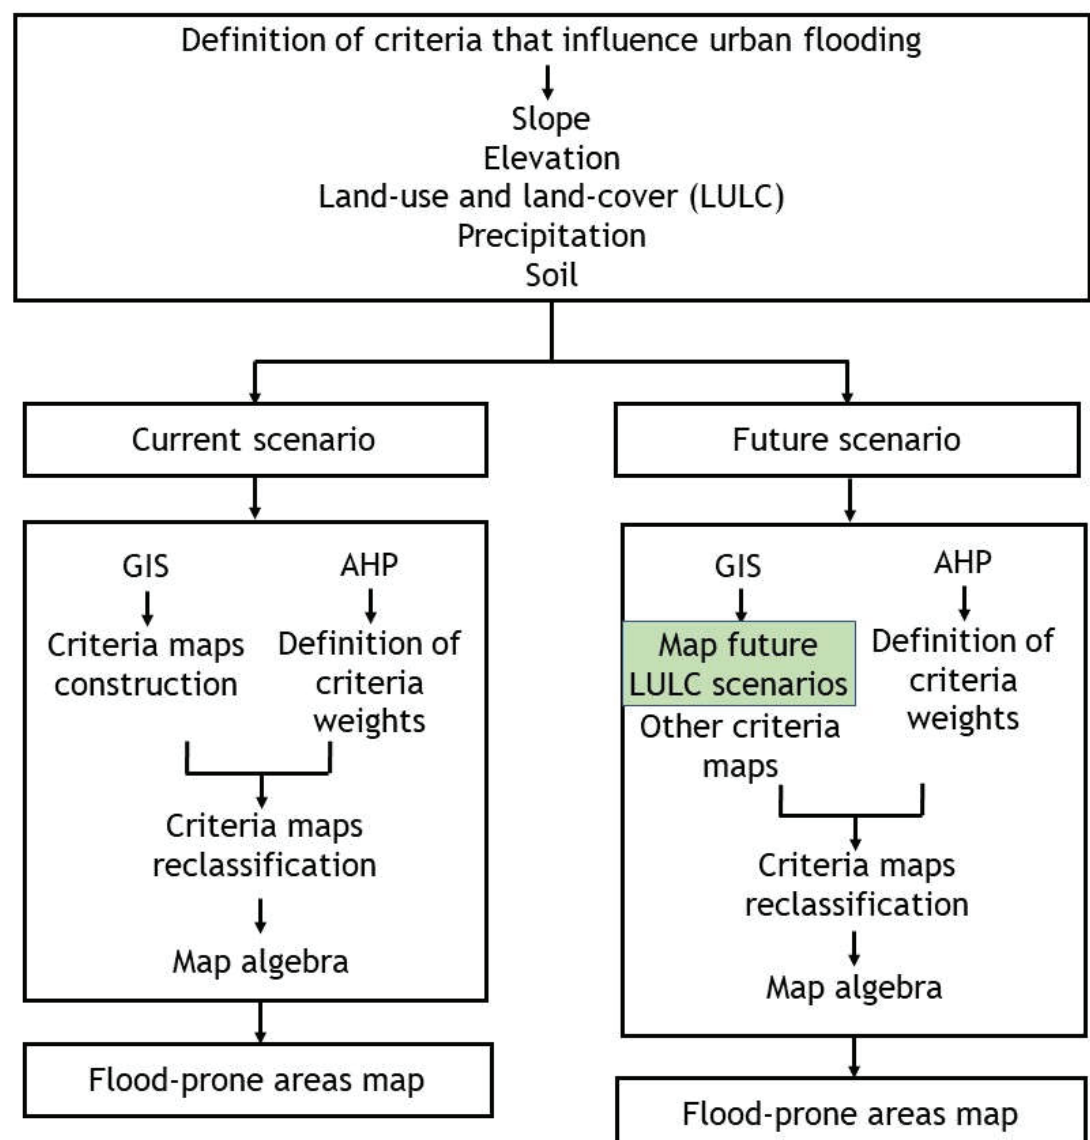 Definition of criteria that influence urban flooding
Slope
Elevation
Land-use and land-cover (LULC)
Precipitation
Soil
Current scenario
GIS
AHP
Criteria maps
construction
Definition of
criteria
weights
Criteria maps
reclassification
Map algebra
Flood-prone areas map
Future scenario
GIS
AHP
Map future
LULC scenarios
Other criteria
maps
Definition of
criteria
weights
Criteria maps
reclassification
Map algebra
Flood-prone areas map